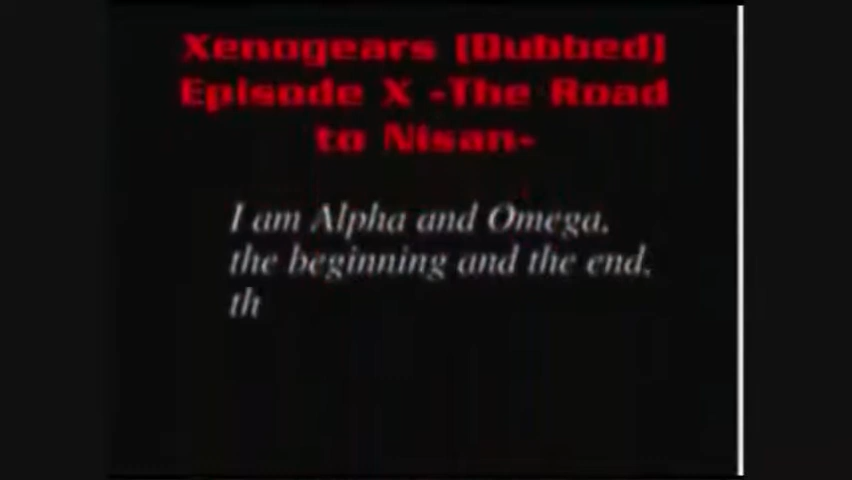 Xenogears [Dubbed]
Episode X -The Road
to Nisan-
I am Alpha and Omega,
the beginning and the end,
th